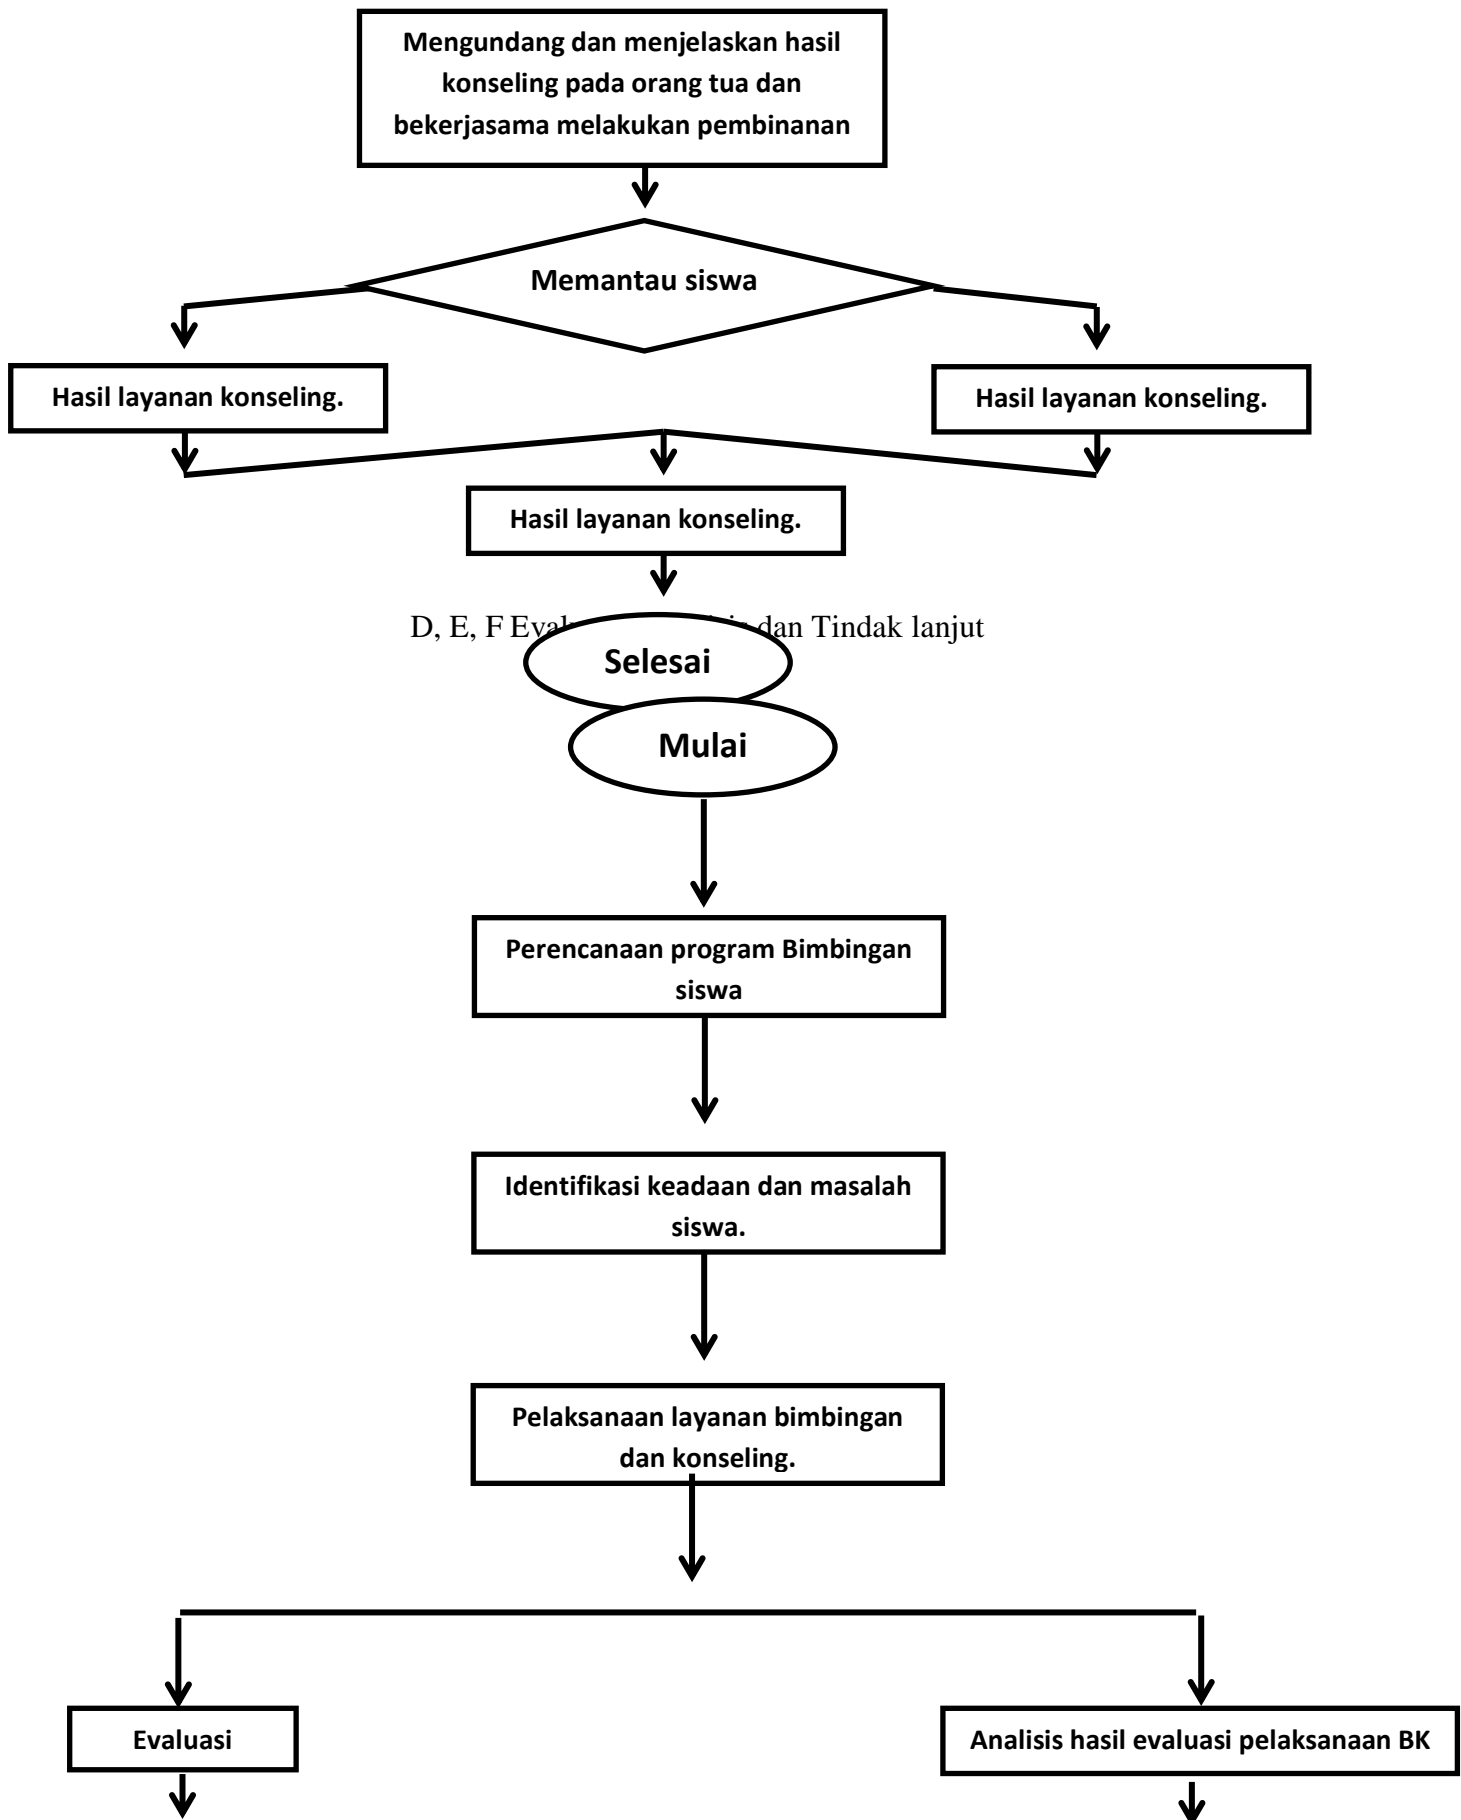 Mengundang dan menjelaskan hasil
konseling pada orang tua dan
bekerjasama melakukan pembinanan
Memantau siswa
Hasil layanan konseling.
Hasil layanan konseling.
Hasil layanan konseling.
D, E, F dan Tindak lanjut
Selesai
Mulai
Perencanaan program Bimbingan
siswa
Identifikasi keadaan dan masalah
siswa.
Pelaksanaan layanan bimbingan
dan konseling.
Evaluasi
Analisis hasil evaluasi pelaksanaan BK